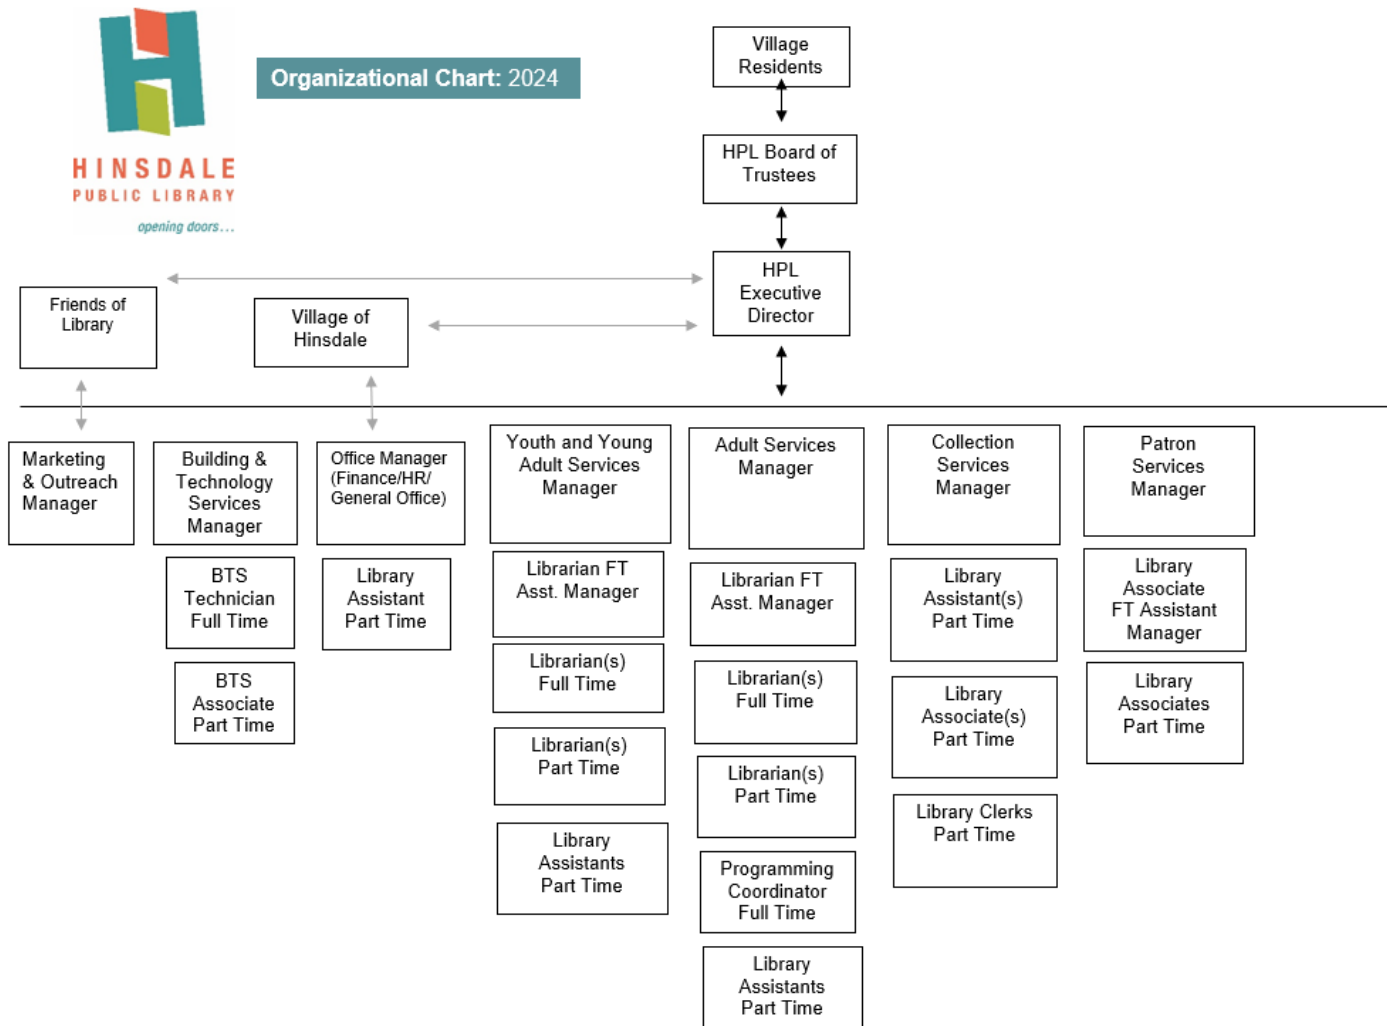 Organizational Chart: 2024
HINSDALE
PUBLIC LIBRARY
opening doors...
Village
Residents
HPL Board of
Trustees
HPL
Executive
Director
Friends of
Library
Village of
Hinsdale
Marketing
& Outreach
Manager
Building &
Technology
Services
Manager
BTS
Technician
Full Time
BTS
Associate
Part Time
Office Manager
(Finance/HR/
General Office)
Library
Assistant
Part Time
Youth and Young
Adult Services
Manager
Librarian FT
Asst. Manager
Librarian(s)
Full Time
Librarian(s)
Part Time
Library
Assistants
Part Time
Adult Services
Manager
Librarian FT
Asst. Manager
Librarian(s)
Full Time
Librarian(s)
Part Time
Programming
Coordinator
Full Time
Library
Assistants
Part Time
Collection
Services
Manager
Library
Assistant(s)
Part Time
Library
Associate(s)
Part Time
Library Clerks
Part Time
Patron
Services
Manager
Library
Associate
FT Assistant
Manager
Library
Associates
Part Time